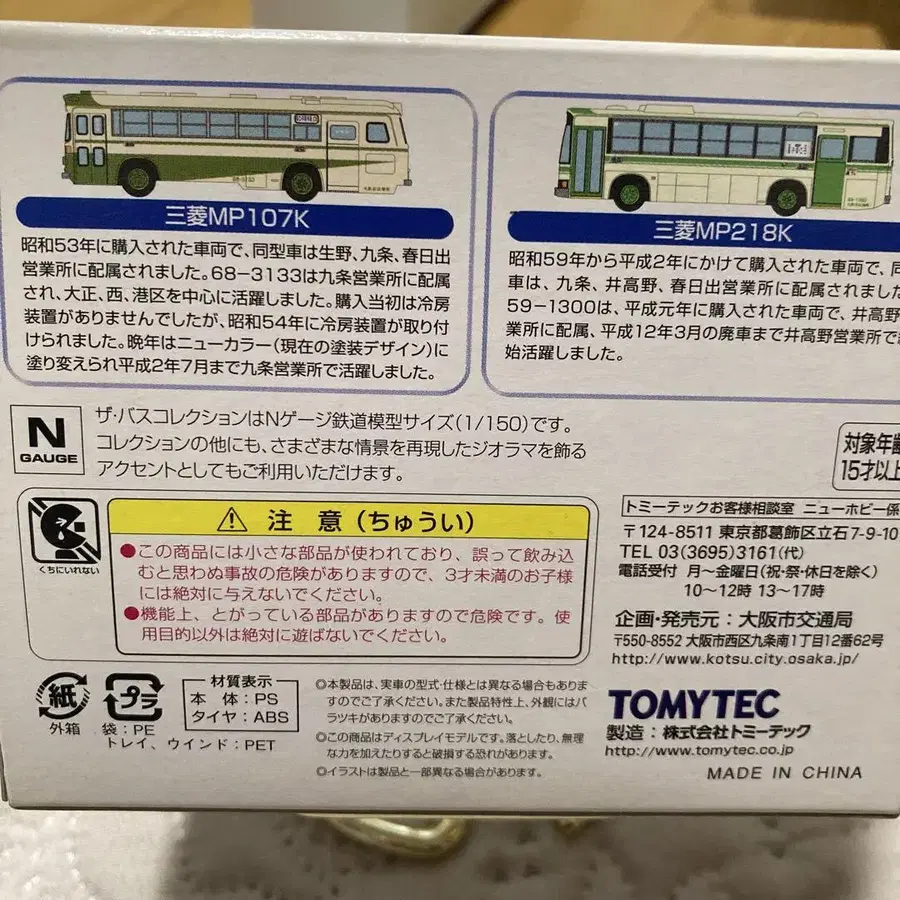 三菱MP107K
昭和53年に購入された車両で、同型車は生野、九条、春日出
営業所に配属されました。68-3133は九条営業所に配属
され、大正、西、港区を中心に活躍しました。購入当初は冷房
装置がありませんでしたが、昭和54年に冷房装置が取り付
けられました。晩年はニューカラー(現在の塗装デザイン)に
塗り変えられ平成2年7月まで九条営業所で活躍しました。
三菱MP218K
昭和59年から平成2年にかけて購入された車両で、同
車は、九条、井高野、春日出営業所に配属されました
59-1300は、平成元年に購入された車両で、井高野
業所に配属、平成12年3月の廃車まで井高野営業所で
始活躍しました。
N
GAUGE
ザ・バスコレクションはNゲージ鉄道模型サイズ(1/150)です。
コレクションの他にも、さまざまな情景を再現したジオラマを飾る
アクセントとしてもご利用いただけます。
対象年齢
15才以上
くちにいれない
注 意(ちゅうい)
●この商品には小さな部品が使われており、誤って飲み込
むと思わぬ事故の危険がありますので、3才未満のお子様
には絶対に与えないでください。
●機能上、とがっている部品がありますので危険です。使
用目的以外は絶対に遊ばないでください。
トミーテックお客様相談室 ニューホビー係
〒124-8511 東京都葛飾区立石7-9-10
TEL 03(3695)3161(代)
電話受付 月～金曜日(祝・祭・休日を除く)
10～12時 13～17時
企画・発売元:大阪市交通局
〒550-8552 大阪市西区九条南1丁目12番62号
http://www.kotsu.city.osaka.jp/
紙
外箱
プラ
袋:PE
トレイ、ウインド:PET
材質表示
本 体:PS
タイヤ:ABS
◎本製品は、実車の型式・仕様とは異なる場合もありま
すのでご了承ください。また製品特性上、外観にはバ
ラツキがありますのでご了承ください。
◎この商品はディスプレイモデルです。落としたり、無理
な力を加えたりすると破損する恐れがあります。
◎イラストは製品と一部異なる場合があります。
TOMYTEC
製造:株式会社トミーテック
http://www.tomytec.co.jp
MADE IN CHINA